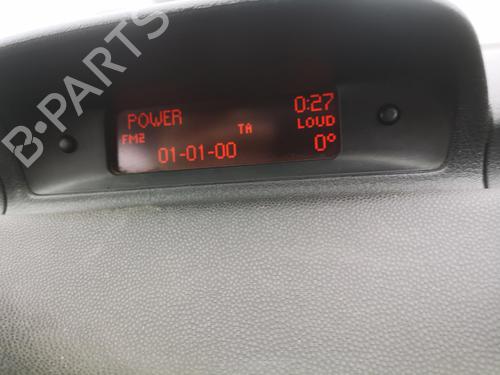 B-PARTS
POWER 0:27
FM2 TA LOUD
01-01-00 0°